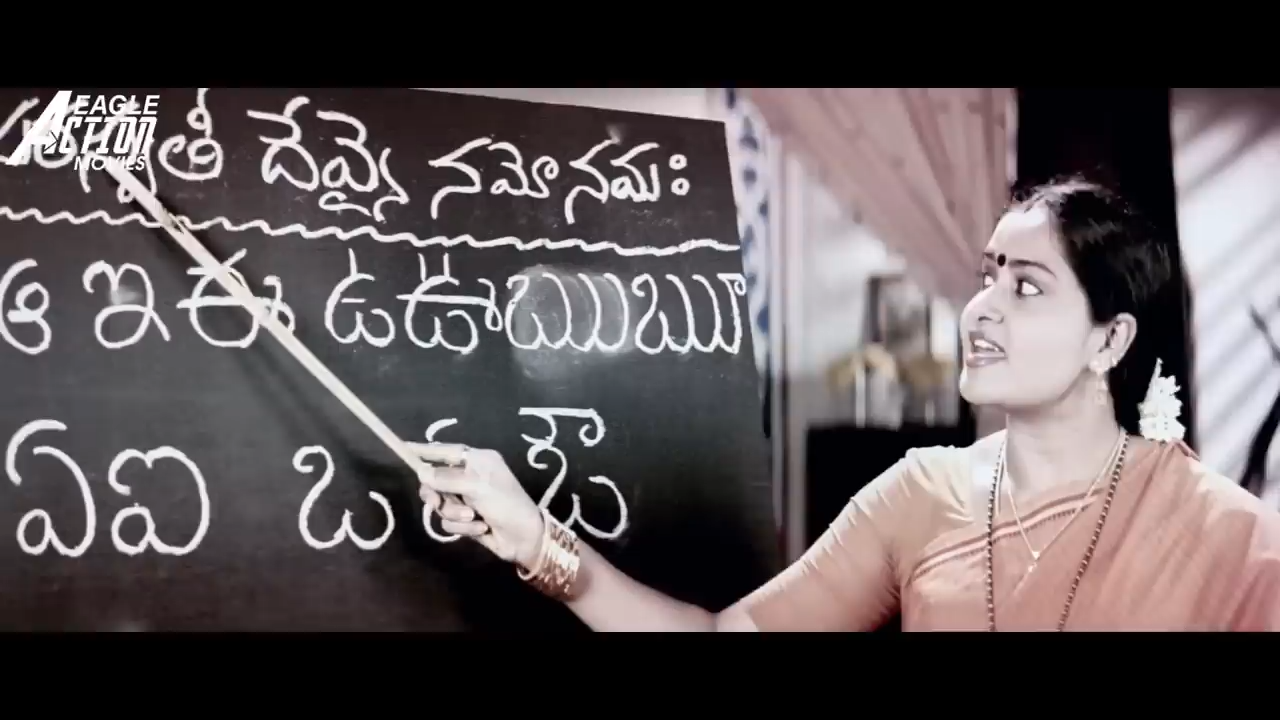 EAGLE
ACTION
MOVIES
దేవ్యై నమోనమః
ఆ ఇ ఈ ఉ ఊ ఋ ౠ
ఏ ఐ ఒ ఔ